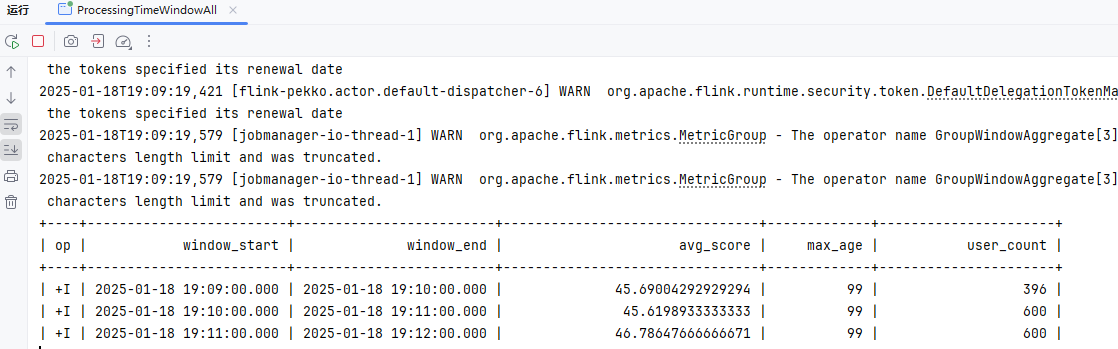 运行 ProcessingTimeWindowAll
the tokens specified its renewal date
2025-01-18T19:09:19,421 [flink-pekko.actor.default-dispatcher-6] WARN  org.apache.flink.runtime.security.token.DefaultDelegationTokenMa
the tokens specified its renewal date
2025-01-18T19:09:19,579 [jobmanager-io-thread-1] WARN  org.apache.flink.metrics.MetricGroup - The operator name GroupWindowAggregate[3]
characters length limit and was truncated.
2025-01-18T19:09:19,579 [jobmanager-io-thread-1] WARN  org.apache.flink.metrics.MetricGroup - The operator name GroupWindowAggregate[3]
characters length limit and was truncated.
+----+-------------------------+-------------------------+--------------------------------+-------------+----------------------+
| op |            window_start |              window_end |                      avg_score |     max_age |           user_count |
+----+-------------------------+-------------------------+--------------------------------+-------------+----------------------+
| +I | 2025-01-18 19:09:00.000 | 2025-01-18 19:10:00.000 |              45.69004292929294 |          99 |                  396 |
| +I | 2025-01-18 19:10:00.000 | 2025-01-18 19:11:00.000 |               45.6198933333333 |          99 |                  600 |
| +I | 2025-01-18 19:11:00.000 | 2025-01-18 19:12:00.000 |              46.78647666666671 |          99 |                  600 |